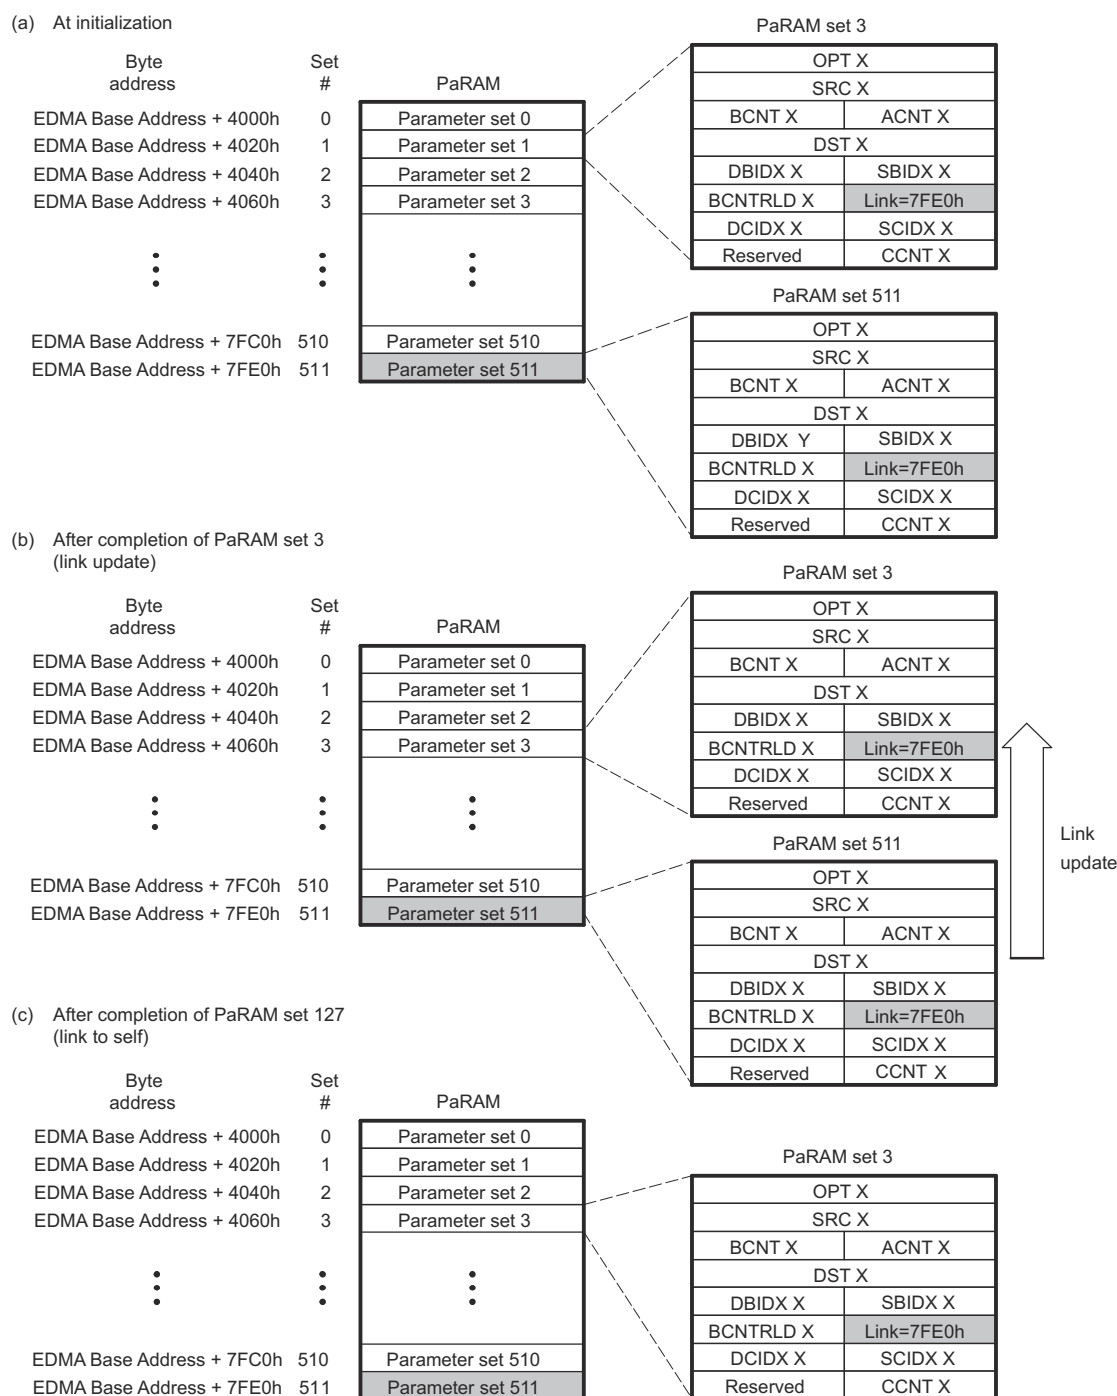 (a) At initialization
Byte address
Set #
PaRAM
EDMA Base Address + 4000h 0 Parameter set 0
EDMA Base Address + 4020h 1 Parameter set 1
EDMA Base Address + 4040h 2 Parameter set 2
EDMA Base Address + 4060h 3 Parameter set 3
EDMA Base Address + 7FC0h 510 Parameter set 510
EDMA Base Address + 7FE0h 511 Parameter set 511
PaRAM set 3
OPT X
SRC X
BCNT X ACNT X
DST X
DBIDX X SBIDX X
BCNTRLD X Link=7FE0h
DCIDX X SCIDX X
Reserved CCNT X
PaRAM set 511
OPT X
SRC X
BCNT X ACNT X
DST X
DBIDX Y SBIDX X
BCNTRLD X Link=7FE0h
DCIDX X SCIDX X
Reserved CCNT X
(b) After completion of PaRAM set 3
(link update)
Byte address
Set #
PaRAM
EDMA Base Address + 4000h 0 Parameter set 0
EDMA Base Address + 4020h 1 Parameter set 1
EDMA Base Address + 4040h 2 Parameter set 2
EDMA Base Address + 4060h 3 Parameter set 3
EDMA Base Address + 7FC0h 510 Parameter set 510
EDMA Base Address + 7FE0h 511 Parameter set 511
PaRAM set 3
OPT X
SRC X
BCNT X ACNT X
DST X
DBIDX X SBIDX X
BCNTRLD X Link=7FE0h
DCIDX X SCIDX X
Reserved CCNT X
PaRAM set 511
OPT X
SRC X
BCNT X ACNT X
DST X
DBIDX X SBIDX X
BCNTRLD X Link=7FE0h
DCIDX X SCIDX X
Reserved CCNT X
Link
update
(c) After completion of PaRAM set 127
(link to self)
Byte address
Set #
PaRAM
EDMA Base Address + 4000h 0 Parameter set 0
EDMA Base Address + 4020h 1 Parameter set 1
EDMA Base Address + 4040h 2 Parameter set 2
EDMA Base Address + 4060h 3 Parameter set 3
EDMA Base Address + 7FC0h 510 Parameter set 510
EDMA Base Address + 7FE0h 511 Parameter set 511
PaRAM set 3
OPT X
SRC X
BCNT X ACNT X
DST X
DBIDX X SBIDX X
BCNTRLD X Link=7FE0h
DCIDX X SCIDX X
Reserved CCNT X